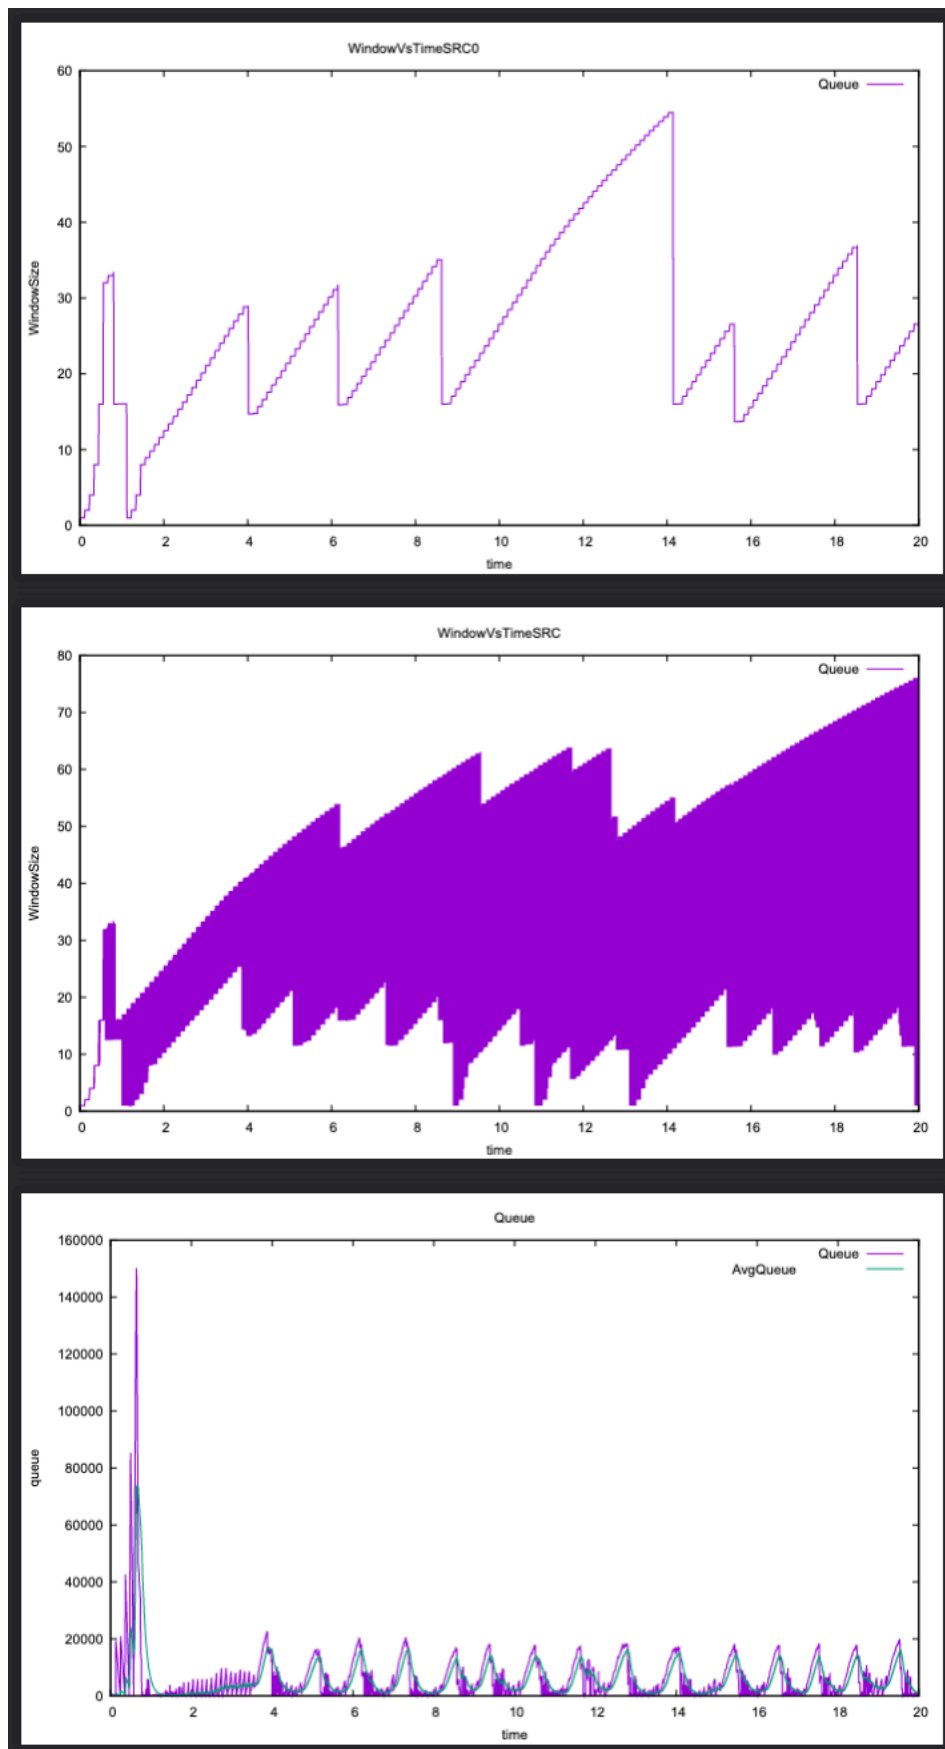 WindowVsTimeSRC0
60
50
40
30
20
10
0
WindowSize
Queue
0 2 4 6 8 10 12 14 16 18 20
time
WindowVsTimeSRC
80
70
60
50
40
30
20
10
0
WindowSize
Queue
0 2 4 6 8 10 12 14 16 18 20
time
Queue
160000
140000
120000
100000
80000
60000
40000
20000
0
queue
Queue
AvgQueue
0 2 4 6 8 10 12 14 16 18 20
time